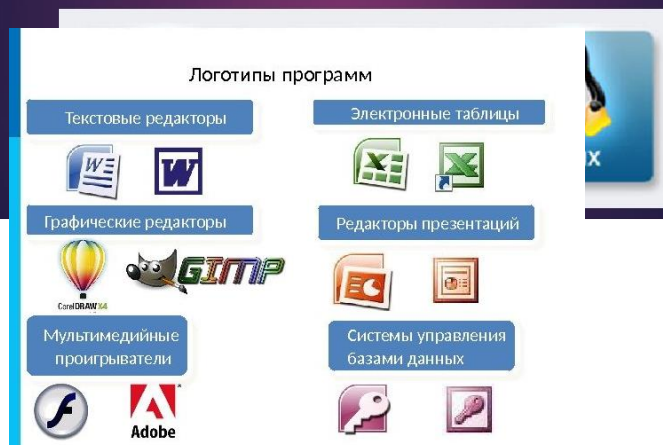 Логотипы программ
Текстовые редакторы
Электронные таблицы
W
W
X
X
Графические редакторы
Редакторы презентаций
CorelDRAW X4
GIMP
Мультимедийные
проигрыватели
Системы управления
базами данных
Adobe